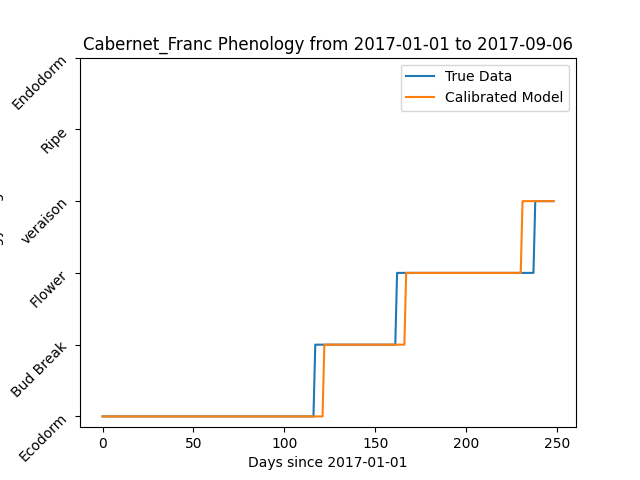 Cabernet_Franc Phenology from 2017-01-01 to 2017-09-06
True Data
Calibrated Model
Endodorm
Ripe
veraison
Flower
Bud Break
Ecodorm
0 50 100 150 200 250
Days since 2017-01-01